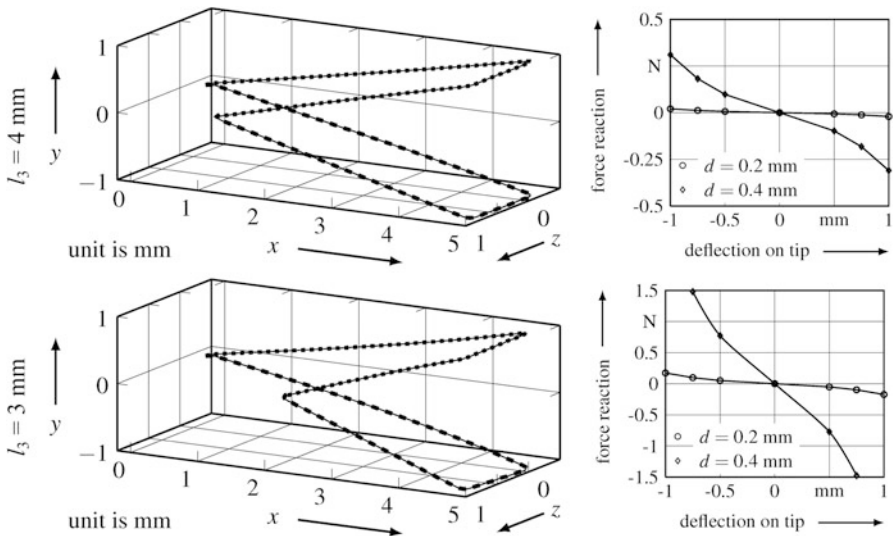 l₃ = 4 mm
y
1
0
−1
0
1
2
3
4
5
1
0
unit is mm
x
z
force reaction
0.5
N
0
-0.25
-0.5
d = 0.2 mm
d = 0.4 mm
-1
-0.5
0
mm
1
deflection on tip
l₃ = 3 mm
y
1
0
−1
0
1
2
3
4
5
1
0
unit is mm
x
z
force reaction
1.5
N
0.5
0
-0.5
-1
-1.5
d = 0.2 mm
d = 0.4 mm
-1
-0.5
0
mm
1
deflection on tip